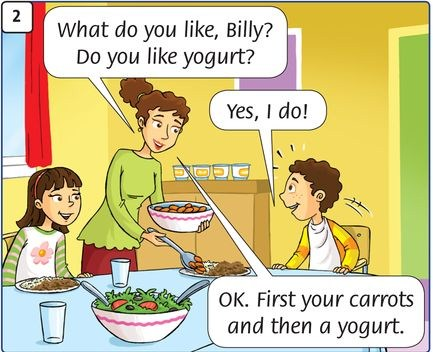 2
What do you like, Billy?
Do you like yogurt?
Yes, I do!
OK. First your carrots
and then a yogurt.